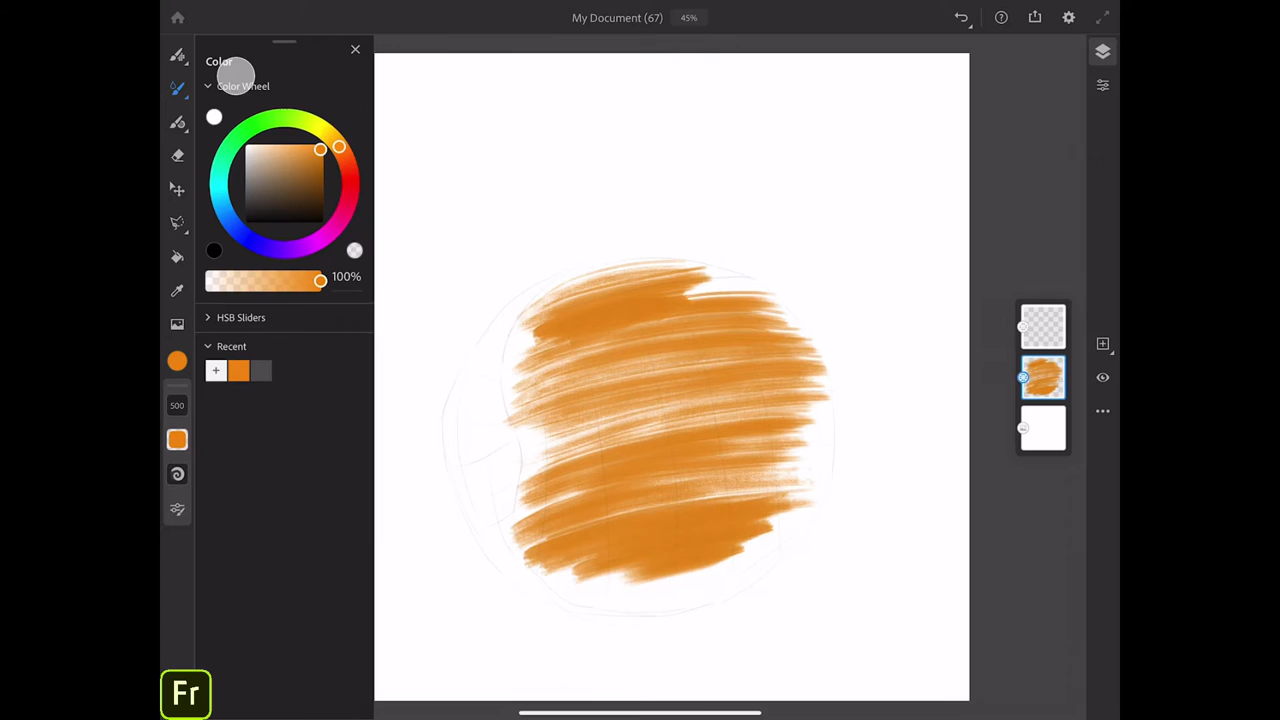 My Document (67) 45%
Color
Color Wheel
100%
HSB Sliders
Recent
500
Fr